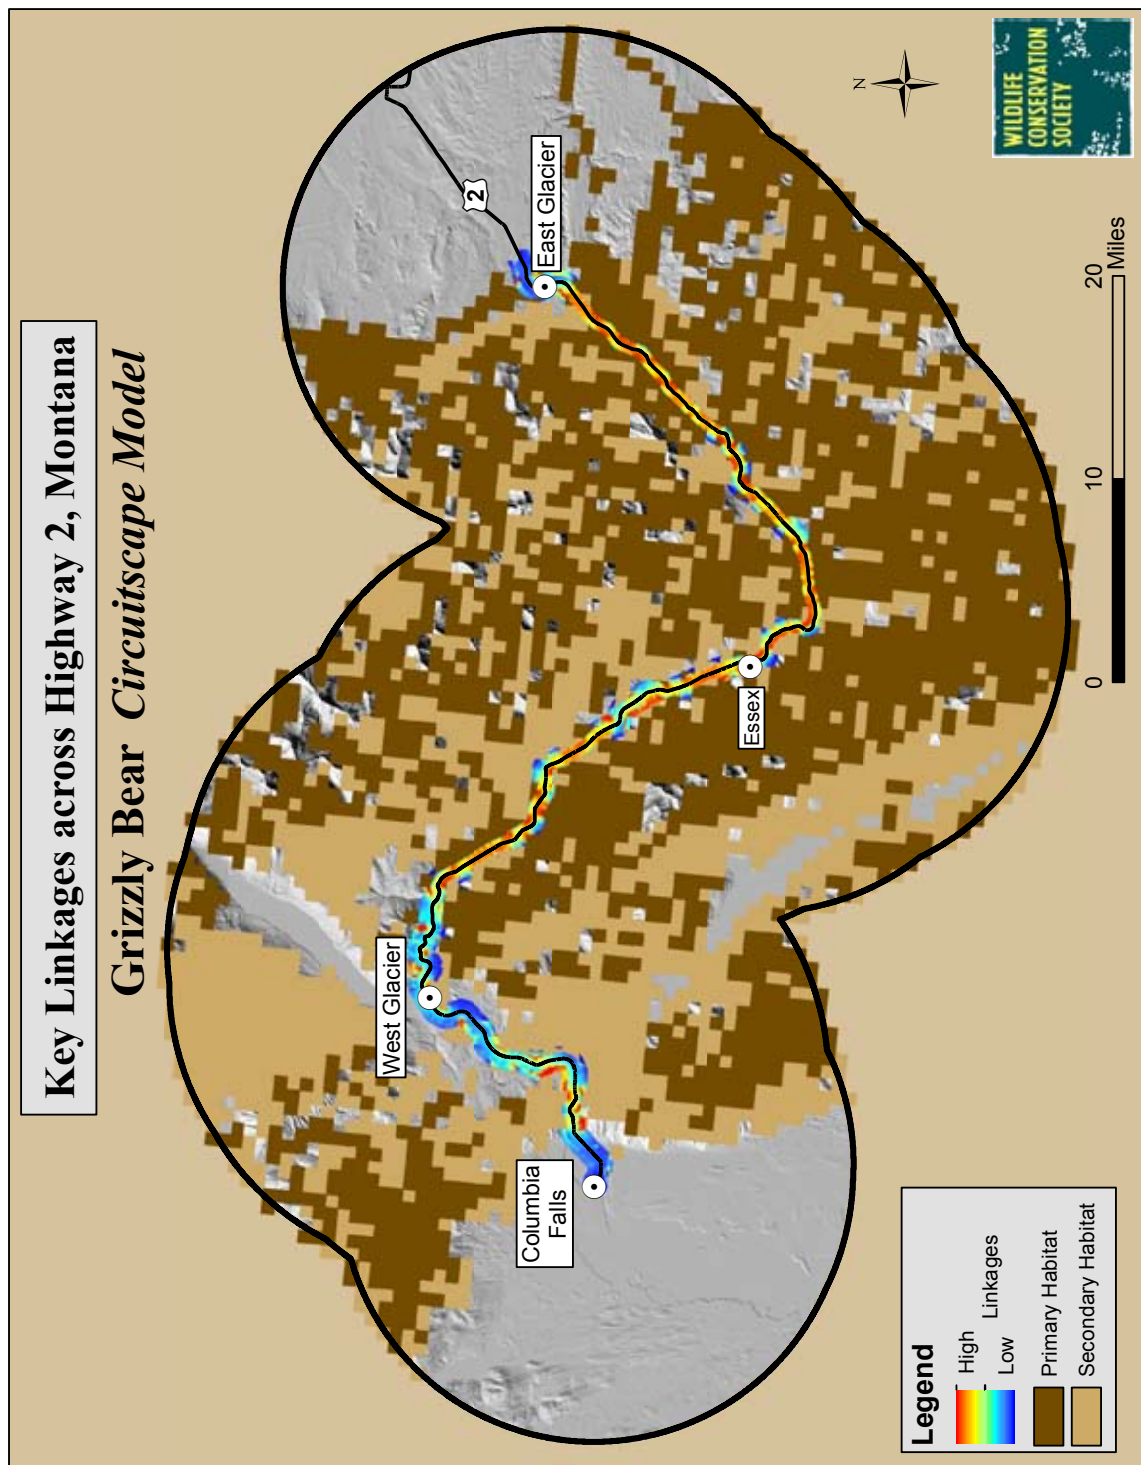 Key Linkages across Highway 2, Montana
Grizzly Bear Circuitscape Model
N
2
East Glacier
West Glacier
Essex
Columbia
Falls
Legend
High
Linkages
Low
Primary Habitat
Secondary Habitat
0
10
20
Miles
WILDLIFE
CONSERVATION
SOCIETY